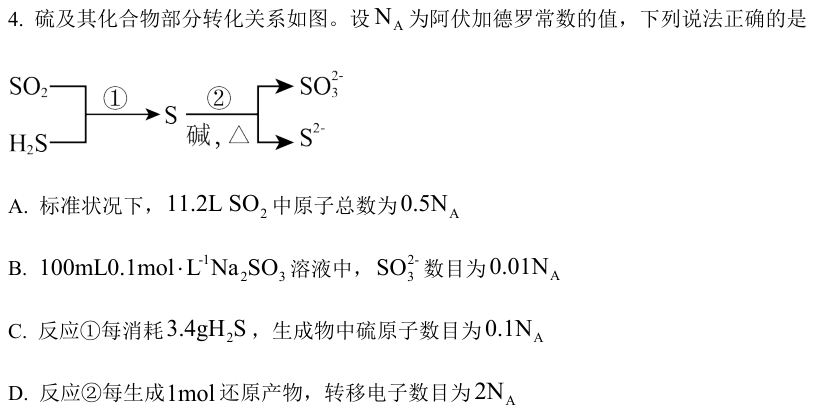 4. 硫及其化合物部分转化关系如图。设 N_A 为阿伏加德罗常数的值，下列说法正确的是
SO₂ ① S ② SO₃²⁻
H₂S 碱，△ S²⁻
A. 标准状况下，11.2L SO₂ 中原子总数为 0.5N_A
B. 100mL0.1mol·L⁻¹Na₂SO₃ 溶液中，SO₃²⁻ 数目为 0.01N_A
C. 反应①每消耗 3.4gH₂S，生成物中硫原子数目为 0.1N_A
D. 反应②每生成 1mol 还原产物，转移电子数目为 2N_A